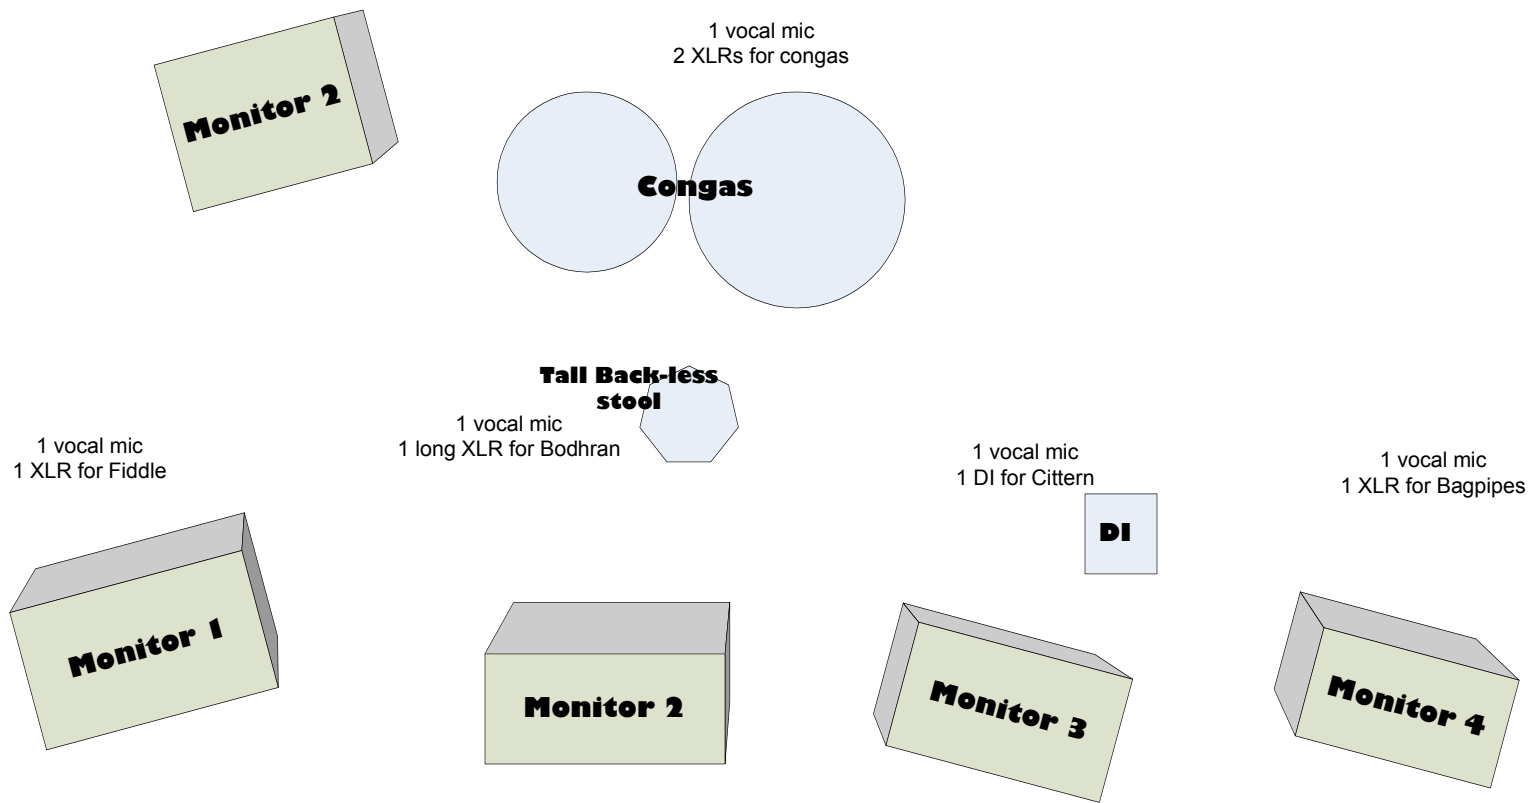 1 vocal mic
2 XLRs for congas
Monitor 2
Congas
Tall Back-less
stool
1 vocal mic
1 long XLR for Bodhran
1 vocal mic
1 XLR for Fiddle
1 vocal mic
1 DI for Cittern
1 vocal mic
1 XLR for Bagpipes
DI
Monitor 1
Monitor 2
Monitor 3
Monitor 4